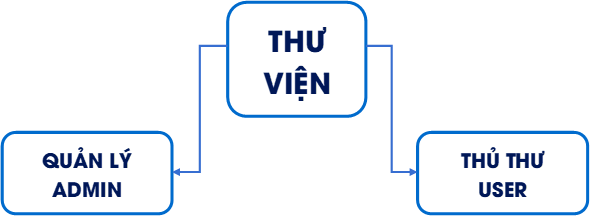 THƯ
VIỆN
QUẢN LÝ
ADMIN
THỦ THƯ
USER